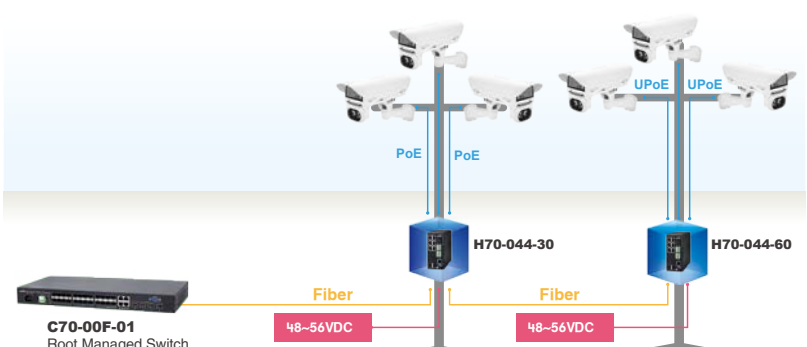 UPoE
UPoE
PoE
PoE
H70-044-30
H70-044-60
Fiber
Fiber
C70-00F-01
Root Managed Switch
48~56VDC
48~56VDC